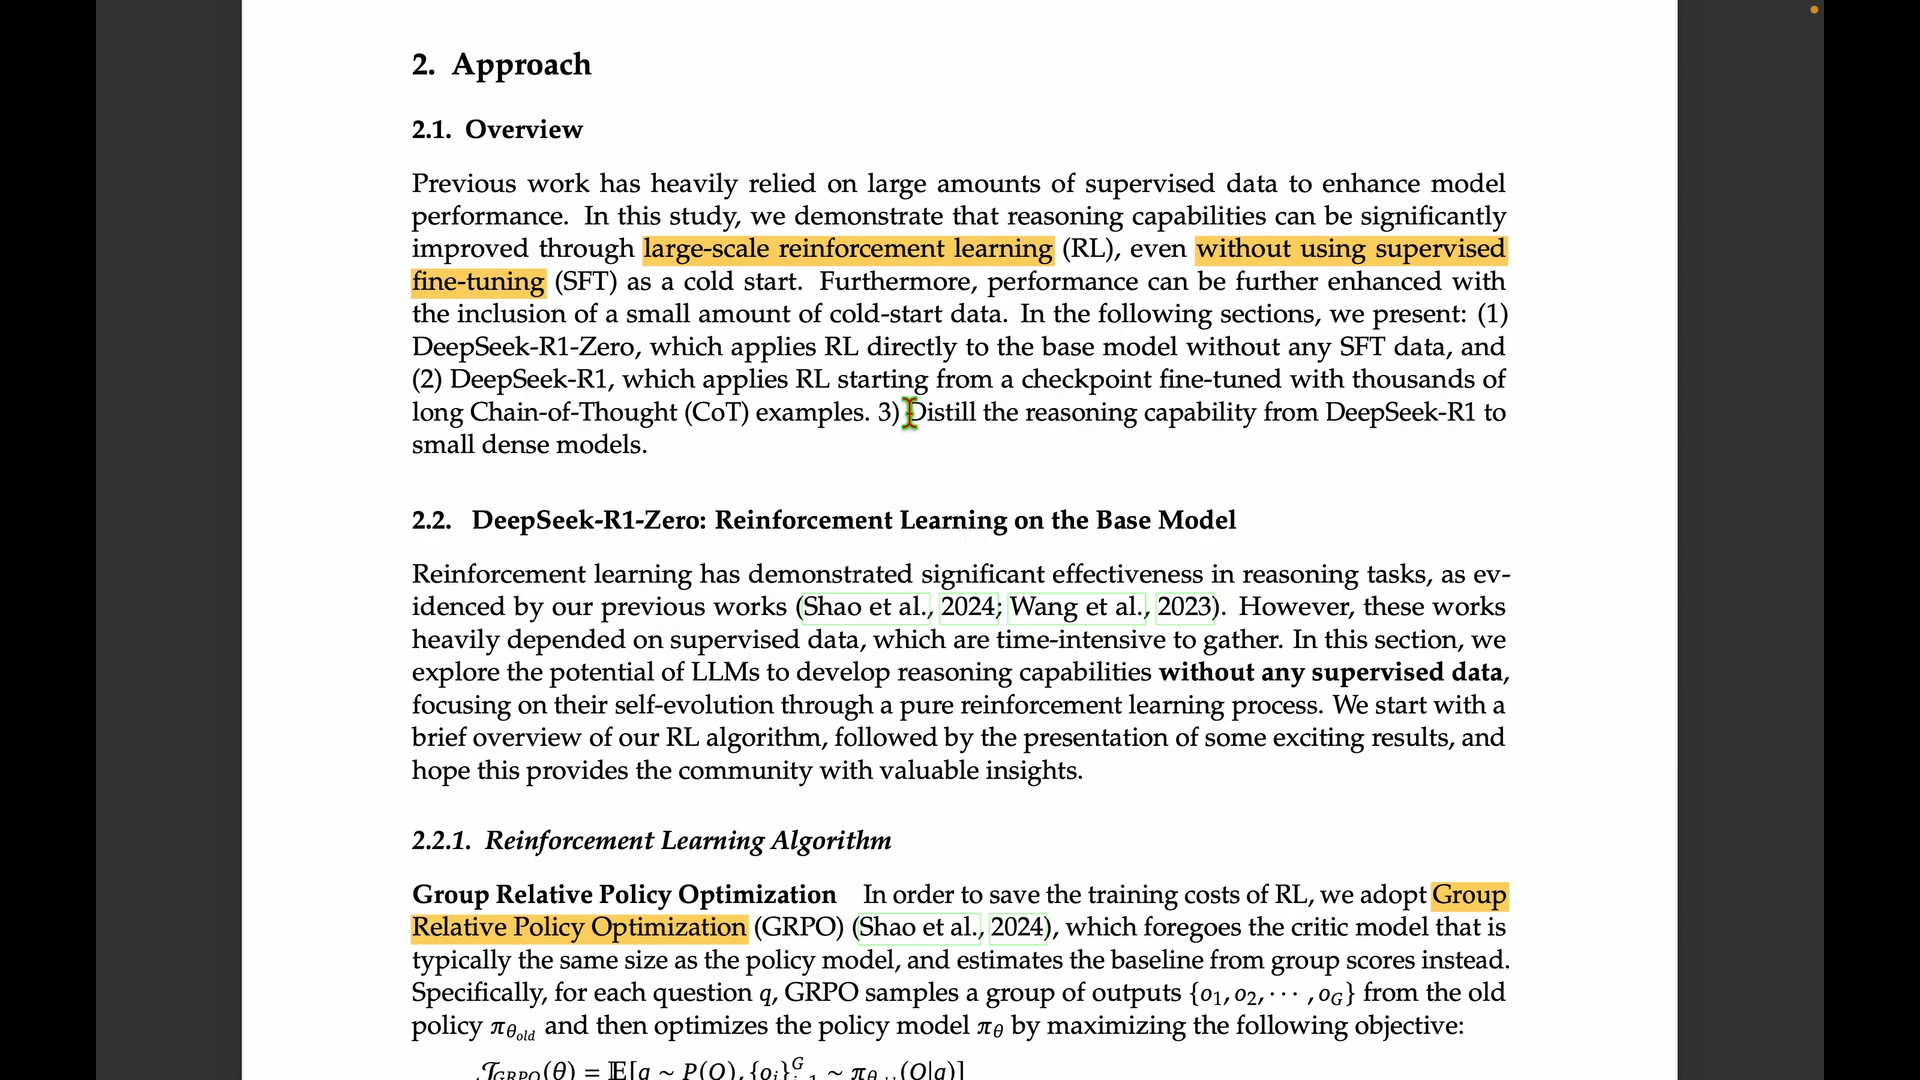 2. Approach
2.1. Overview
Previous work has heavily relied on large amounts of supervised data to enhance model
performance. In this study, we demonstrate that reasoning capabilities can be significantly
improved through large-scale reinforcement learning (RL), even without using supervised
fine-tuning (SFT) as a cold start. Furthermore, performance can be further enhanced with
the inclusion of a small amount of cold-start data. In the following sections, we present: (1)
DeepSeek-R1-Zero, which applies RL directly to the base model without any SFT data, and
(2) DeepSeek-R1, which applies RL starting from a checkpoint fine-tuned with thousands of
long Chain-of-Thought (CoT) examples. 3) Distill the reasoning capability from DeepSeek-R1 to
small dense models.
2.2. DeepSeek-R1-Zero: Reinforcement Learning on the Base Model
Reinforcement learning has demonstrated significant effectiveness in reasoning tasks, as ev-
idenced by our previous works (Shao et al., 2024; Wang et al., 2023). However, these works
heavily depended on supervised data, which are time-intensive to gather. In this section, we
explore the potential of LLMs to develop reasoning capabilities without any supervised data,
focusing on their self-evolution through a pure reinforcement learning process. We start with a
brief overview of our RL algorithm, followed by the presentation of some exciting results, and
hope this provides the community with valuable insights.
2.2.1. Reinforcement Learning Algorithm
Group Relative Policy Optimization In order to save the training costs of RL, we adopt Group
Relative Policy Optimization (GRPO) (Shao et al., 2024), which foregoes the critic model that is
typically the same size as the policy model, and estimates the baseline from group scores instead.
Specifically, for each question q, GRPO samples a group of outputs {o₁, o₂, · · · , o_G} from the old
policy π_θ_old and then optimizes the policy model π_θ by maximizing the following objective:
𝒥_GRPO(θ) = 𝔼[q ∼ P(Q), {o_i}^G_i=1 ∼ π_θ_old(O|q)]